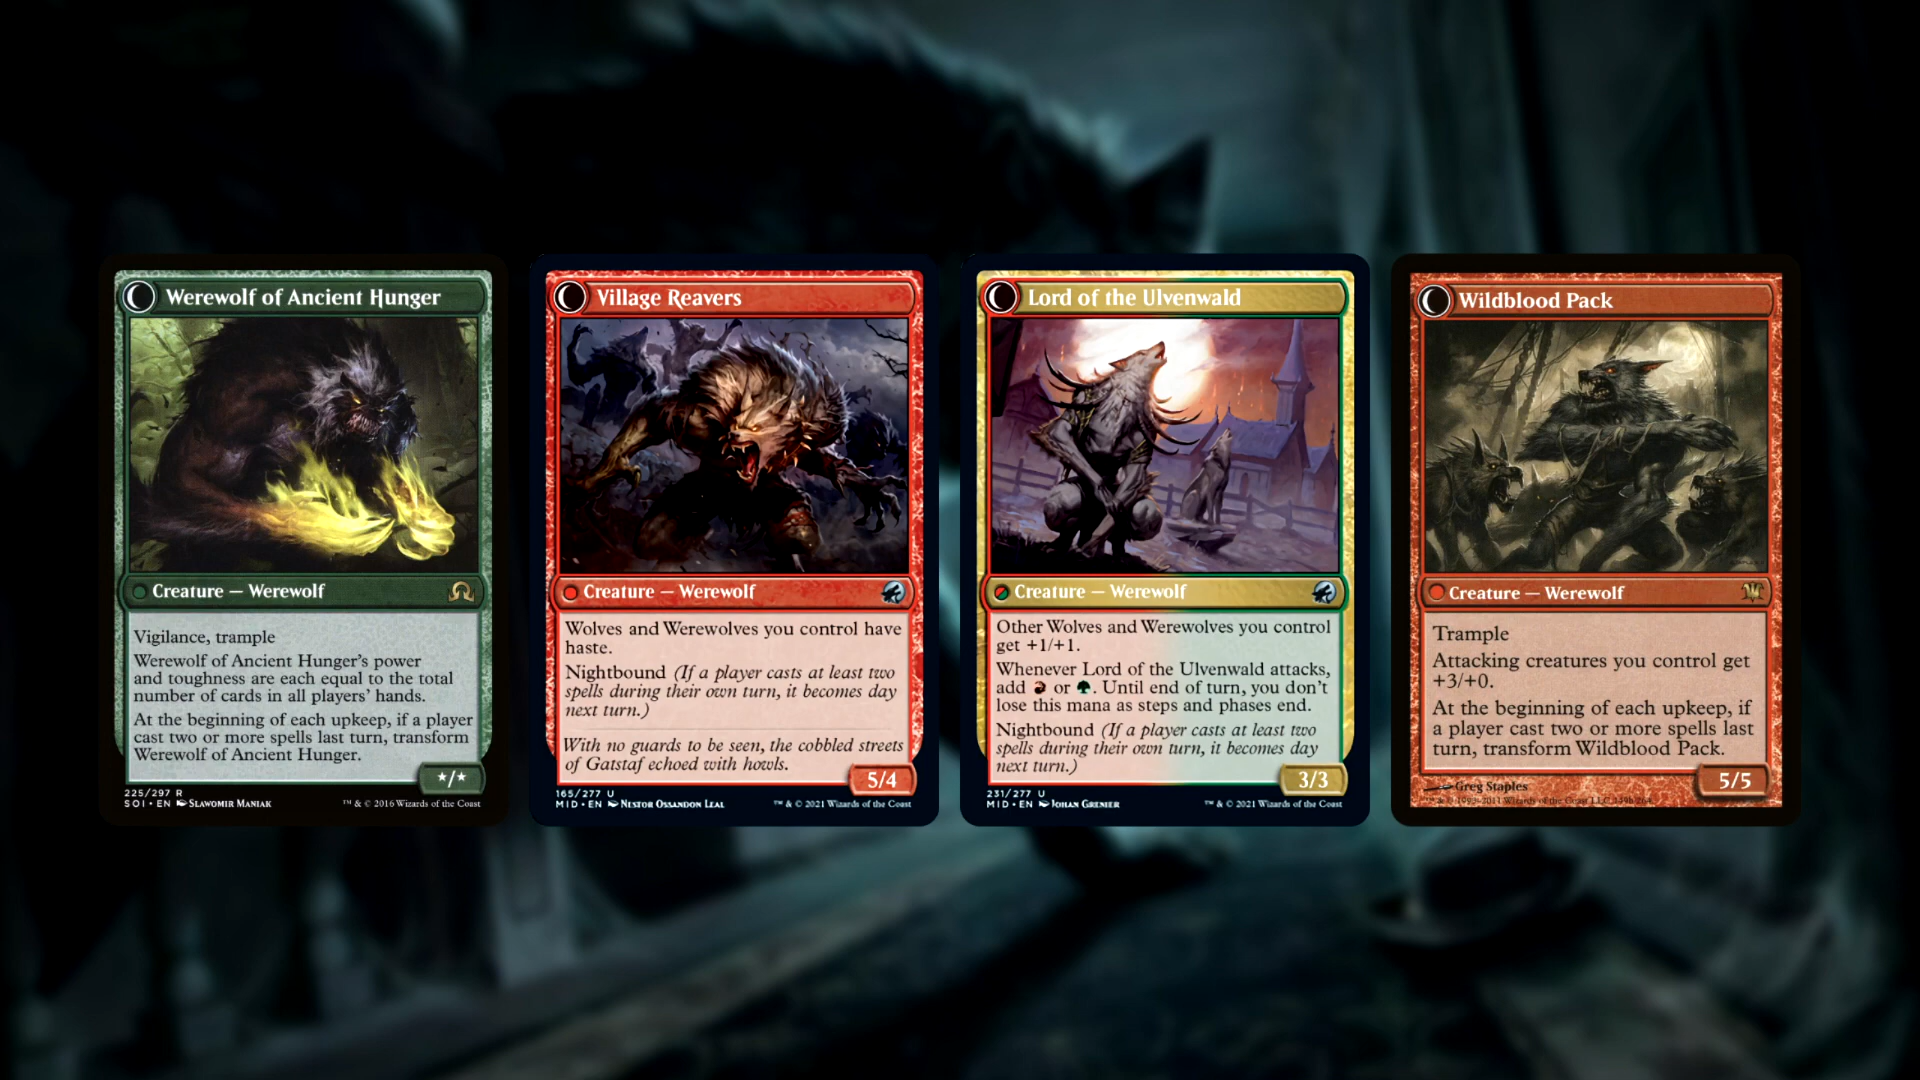 Werewolf of Ancient Hunger
Creature — Werewolf
Vigilance, trample
Werewolf of Ancient Hunger's power
and toughness are each equal to the total
number of cards in all players' hands.
At the beginning of each upkeep, if a player
cast two or more spells last turn, transform
Werewolf of Ancient Hunger.
*/*
225/297 R
SOI • EN Slawomir Maniak
™ & © 2016 Wizards of the Coast
Village Reavers
Creature — Werewolf
Wolves and Werewolves you control have
haste.
Nightbound (If a player casts at least two
spells during their own turn, it becomes day
next turn.)
With no guards to be seen, the cobbled streets
of Gatstaf echoed with howls.
5/4
165/277 U
MID • EN Nestor Ossandon Leal
™ & © 2021 Wizards of the Coast
Lord of the Ulvenwald
Creature — Werewolf
Other Wolves and Werewolves you control
get +1/+1.
Whenever Lord of the Ulvenwald attacks,
add or . Until end of turn, you don't
lose this mana as steps and phases end.
Nightbound (If a player casts at least two
spells during their own turn, it becomes day
next turn.)
3/3
231/277 U
MID • EN Johan Grenier
™ & © 2021 Wizards of the Coast
Wildblood Pack
Creature — Werewolf
Trample
Attacking creatures you control get
+3/+0.
At the beginning of each upkeep, if
a player cast two or more spells last
turn, transform Wildblood Pack.
5/5
Greg Staples
™ & © 1993–2011 Wizards of the Coast LLC 149b/264